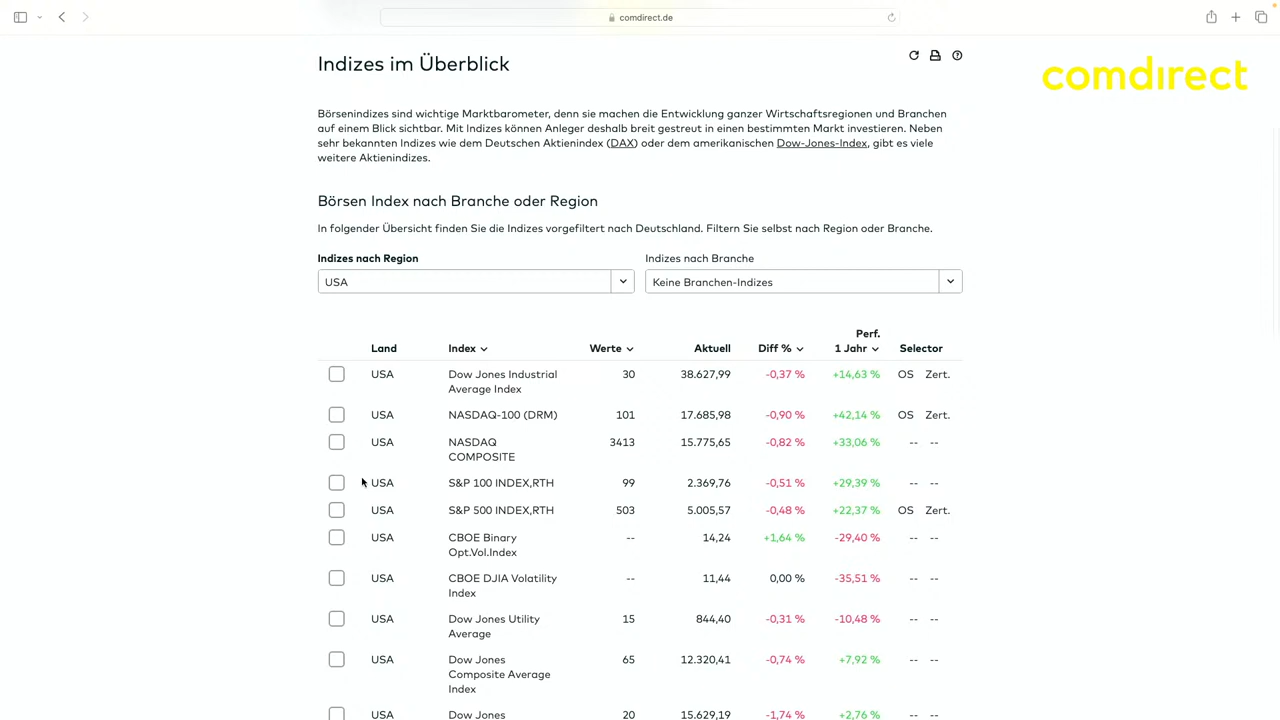 comdirect.de
Indizes im Überblick
comdirect
Börsenindizes sind wichtige Marktbarometer, denn sie machen die Entwicklung ganzer Wirtschaftsregionen und Branchen
auf einem Blick sichtbar. Mit Indizes können Anleger deshalb breit gestreut in einen bestimmten Markt investieren. Neben
sehr bekannten Indizes wie dem Deutschen Aktienindex (DAX) oder dem amerikanischen Dow-Jones-Index, gibt es viele
weitere Aktienindizes.
Börsen Index nach Branche oder Region
In folgender Übersicht finden Sie die Indizes vorgefiltert nach Deutschland. Filtern Sie selbst nach Region oder Branche.
Indizes nach Region Indizes nach Branche
USA Keine Branchen-Indizes
Perf.
Land Index Werte Aktuell Diff % 1 Jahr Selector
USA Dow Jones Industrial 30 38.627,99 -0,37 % +14,63 % OS Zert.
Average Index
USA NASDAQ-100 (DRM) 101 17.685,98 -0,90 % +42,14 % OS Zert.
USA NASDAQ 3413 15.775,65 -0,82 % +33,06 % -- --
COMPOSITE
USA S&P 100 INDEX,RTH 99 2.369,76 -0,51 % +29,39 % -- --
USA S&P 500 INDEX,RTH 503 5.005,57 -0,48 % +22,37 % OS Zert.
USA CBOE Binary -- 14,24 +1,64 % -29,40 % -- --
Opt.Vol.Index
USA CBOE DJIA Volatility -- 11,44 0,00 % -35,51 % -- --
Index
USA Dow Jones Utility 15 844,40 -0,31 % -10,48 % -- --
Average
USA Dow Jones 65 12.320,41 -0,74 % +7,92 % -- --
Composite Average
Index
USA Dow Jones 20 15.629,19 -1,74 % +2,76 % -- --